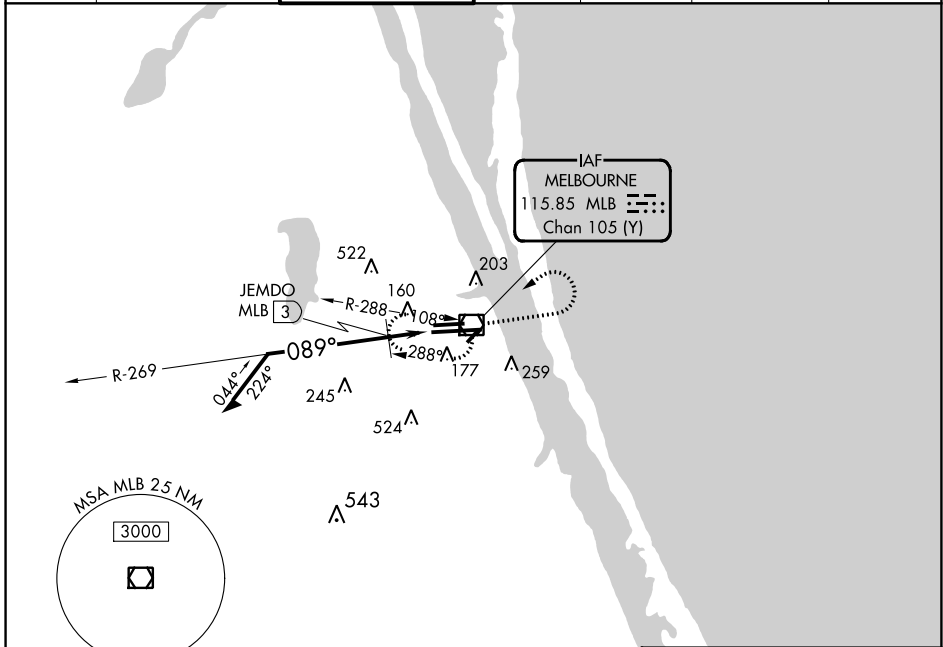 IAF
MELBOURNE
115.85 MLB
Chan 105 (Y)
522
203
JEMDO
MLB 3
160
R-288
108°
089°
288°
177
259
R-269
044°
224°
245
524
543
MSA MLB 25 NM
3000